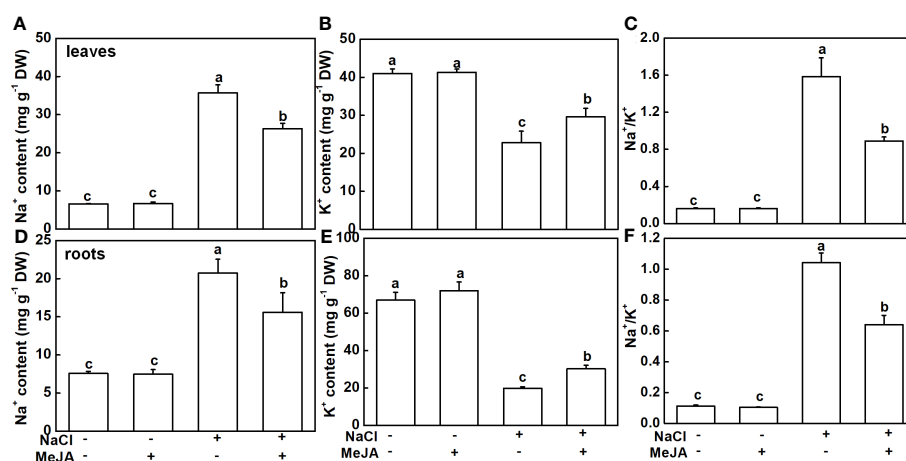 A
B
C
50
40
30
20
10
0
Na⁺ content (mg g⁻¹ DW)
leaves
c
c
a
b
50
40
30
20
10
0
K⁺ content (mg g⁻¹ DW)
a
a
c
b
2.0
1.6
1.2
0.8
0.4
0.0
Na⁺/K⁺
c
c
a
b
D
E
F
25
20
15
10
5
0
Na⁺ content (mg g⁻¹ DW)
roots
c
c
a
b
100
80
60
40
20
0
K⁺ content (mg g⁻¹ DW)
a
a
c
b
1.2
1.0
0.8
0.6
0.4
0.2
0.0
Na⁺/K⁺
c
c
a
b
NaCl - - + +
MeJA - + - +
NaCl - - + +
MeJA - + - +
NaCl - - + +
MeJA - + - +